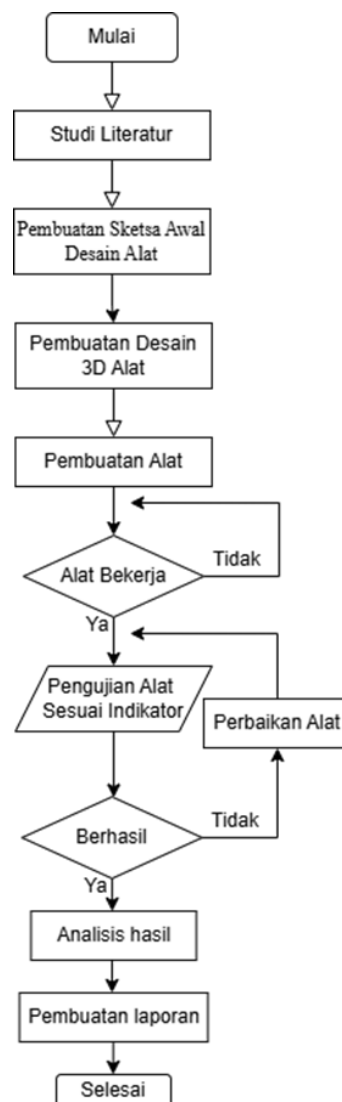 Mulai
Studi Literatur
Pembuatan Sketsa Awal
Desain Alat
Pembuatan Desain
3D Alat
Pembuatan Alat
Alat Bekerja
Tidak
Ya
Pengujian Alat
Sesuai Indikator
Perbaikan Alat
Berhasil
Tidak
Ya
Analisis hasil
Pembuatan laporan
Selesai